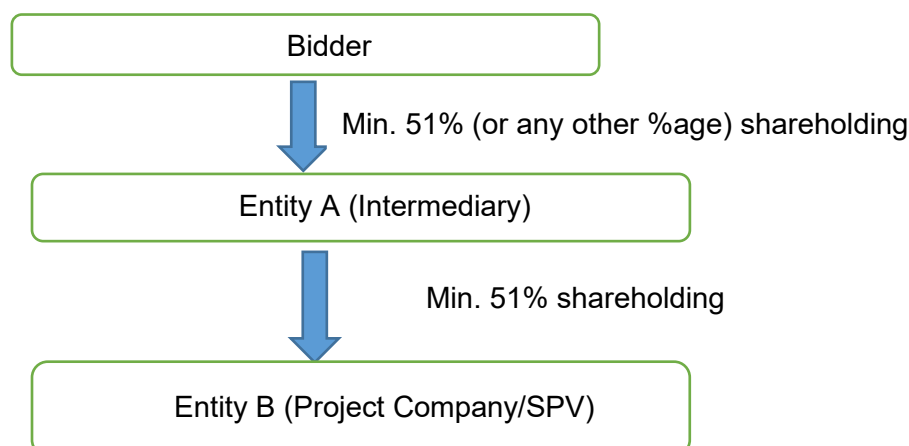 Bidder
Min. 51% (or any other %age) shareholding
Entity A (Intermediary)
Min. 51% shareholding
Entity B (Project Company/SPV)